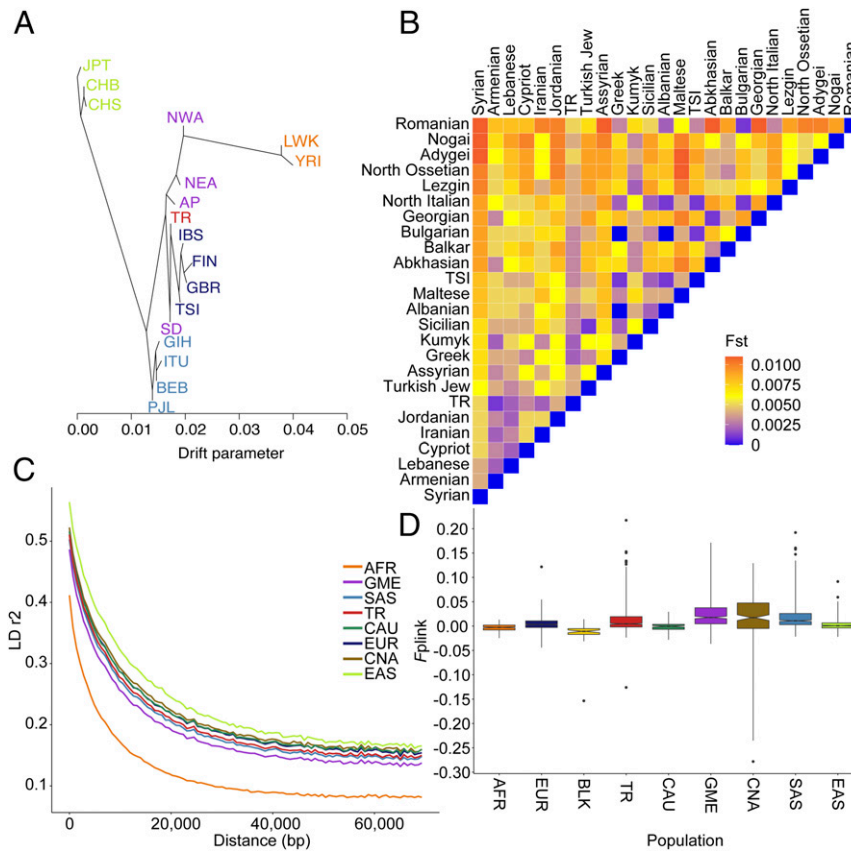 A
JPT
CHB
CHS
NWA
LWK
YRI
NEA
AP
TR
IBS
FIN
GBR
TSI
SD
GIH
ITU
BEB
PJL
0.00 0.01 0.02 0.03 0.04 0.05
Drift parameter
B
Syrian
Armenian
Lebanese
Cypriot
Iranian
Jordanian
TR
Turkish Jew
Assyrian
Greek
Kumyk
Sicilian
Albanian
Maltese
TSI
Abkhasian
Balkar
Bulgarian
Georgian
North Italian
Lezgin
North Ossetian
Adygei
Nogai
Romanian
Romanian
Nogai
Adygei
North Ossetian
Lezgin
North Italian
Georgian
Bulgarian
Balkar
Abkhasian
TSI
Maltese
Albanian
Sicilian
Kumyk
Greek
Assyrian
Turkish Jew
TR
Jordanian
Iranian
Cypriot
Lebanese
Armenian
Syrian
Fst
0.0100
0.0075
0.0050
0.0025
0
C
LD r2
0.5
0.4
0.3
0.2
0.1
0 20,000 40,000 60,000
Distance (bp)
AFR
GME
SAS
TR
CAU
EUR
CNA
EAS
D
Fplink
0.20
0.15
0.10
0.05
0.00
-0.05
-0.10
-0.15
-0.20
-0.25
-0.30
AFR
EUR
BLK
TR
CAU
GME
CNA
SAS
EAS
Population